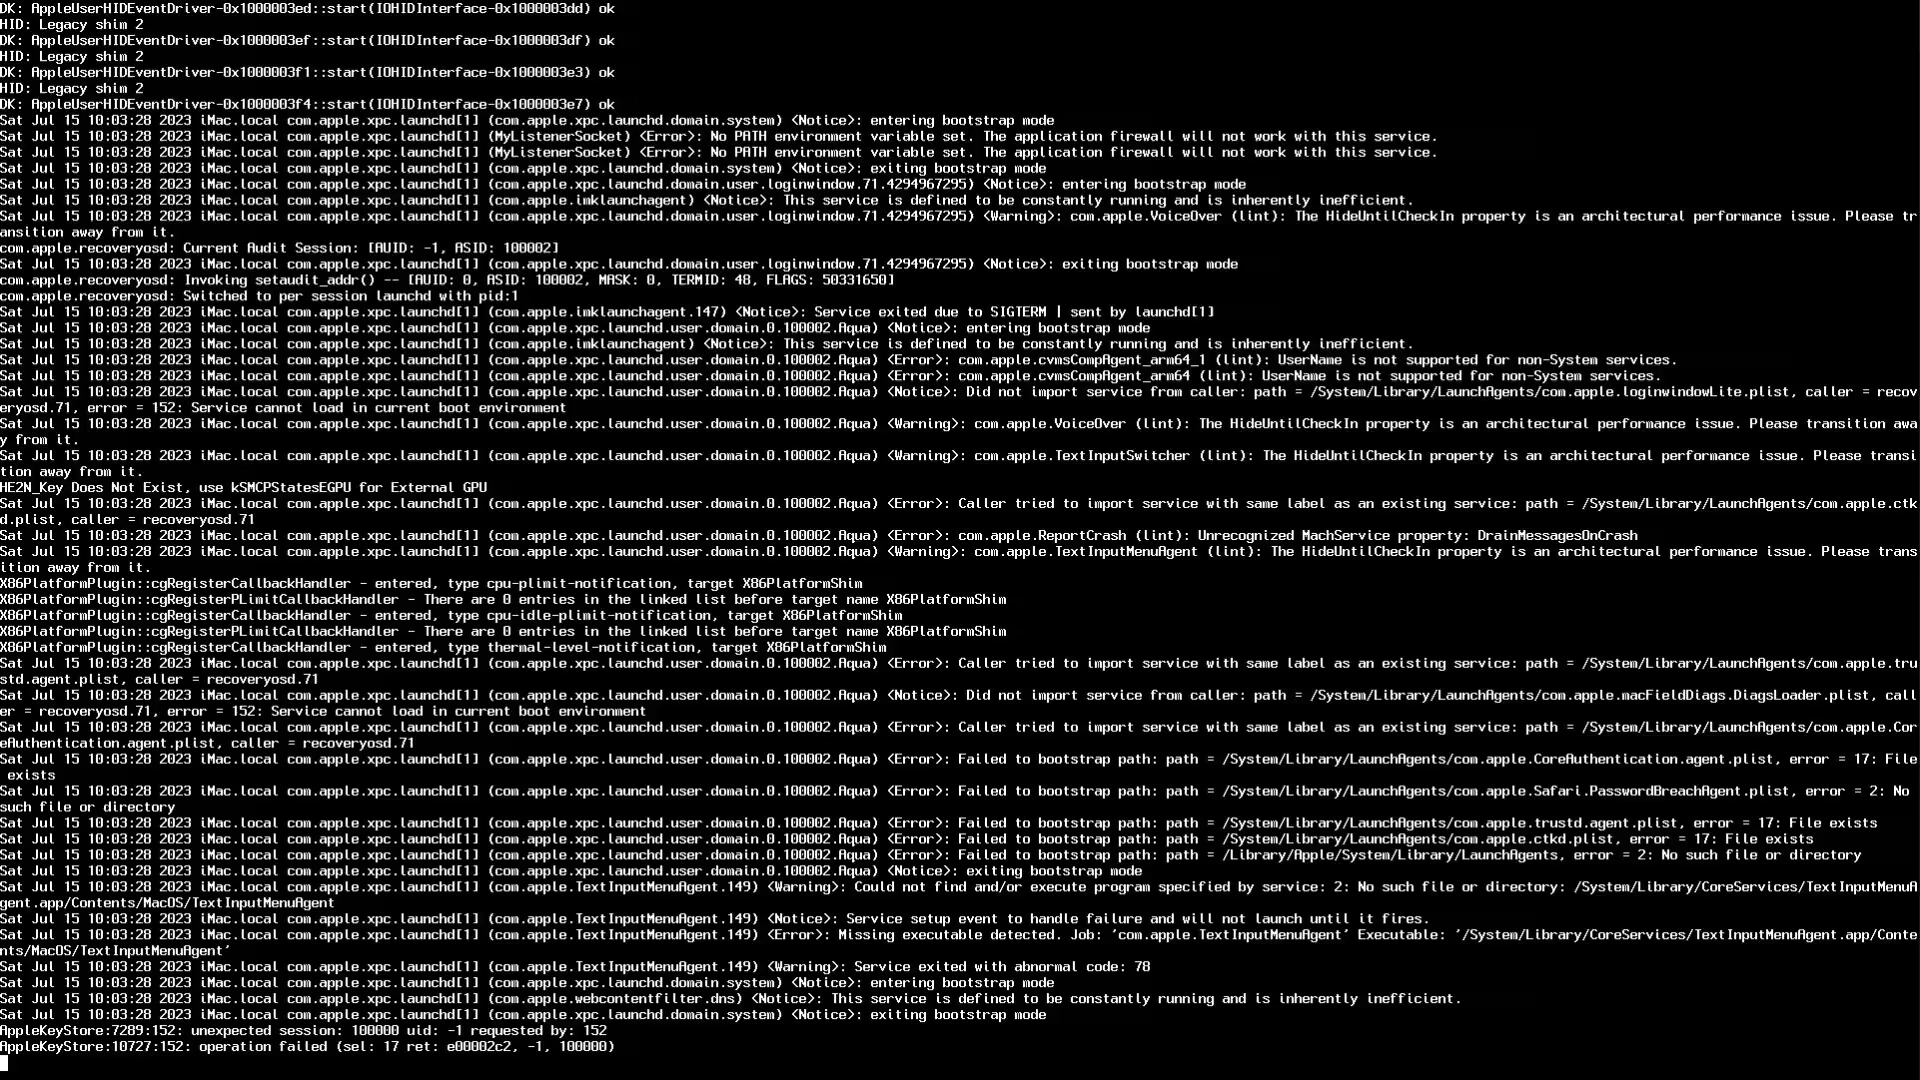 DK: AppleUserHIDEventDriver-0x1000003ed::start(IOHIDInterface-0x1000003dd) ok
HID: Legacy shim 2
DK: AppleUserHIDEventDriver-0x1000003ef::start(IOHIDInterface-0x1000003df) ok
HID: Legacy shim 2
DK: AppleUserHIDEventDriver-0x1000003f1::start(IOHIDInterface-0x1000003e3) ok
HID: Legacy shim 2
DK: AppleUserHIDEventDriver-0x1000003f4::start(IOHIDInterface-0x1000003e7) ok
Sat Jul 15 10:03:28 2023 iMac.local com.apple.xpc.launchd[1] (com.apple.xpc.launchd.domain.system) <Notice>: entering bootstrap mode
Sat Jul 15 10:03:28 2023 iMac.local com.apple.xpc.launchd[1] (MyListenerSocket) <Error>: No PATH environment variable set. The application firewall will not work with this service.
Sat Jul 15 10:03:28 2023 iMac.local com.apple.xpc.launchd[1] (MyListenerSocket) <Error>: No PATH environment variable set. The application firewall will not work with this service.
Sat Jul 15 10:03:28 2023 iMac.local com.apple.xpc.launchd[1] (com.apple.xpc.launchd.domain.system) <Notice>: exiting bootstrap mode
Sat Jul 15 10:03:28 2023 iMac.local com.apple.xpc.launchd[1] (com.apple.xpc.launchd.domain.user.loginwindow.71.4294967295) <Notice>: entering bootstrap mode
Sat Jul 15 10:03:28 2023 iMac.local com.apple.xpc.launchd[1] (com.apple.imklaunchagent) <Notice>: This service is defined to be constantly running and is inherently inefficient.
Sat Jul 15 10:03:28 2023 iMac.local com.apple.xpc.launchd[1] (com.apple.xpc.launchd.domain.user.loginwindow.71.4294967295) <Warning>: com.apple.VoiceOver (lint): The HideUntilCheckIn property is an architectural performance issue. Please tr
ansition away from it.
com.apple.recoveryosd: Current Audit Session: [AUID: -1, ASID: 100002]
Sat Jul 15 10:03:28 2023 iMac.local com.apple.xpc.launchd[1] (com.apple.xpc.launchd.domain.user.loginwindow.71.4294967295) <Notice>: exiting bootstrap mode
com.apple.recoveryosd: Invoking setaudit_addr() -- [AUID: 0, ASID: 100002, MASK: 0, TERMID: 48, FLAGS: 50331650]
com.apple.recoveryosd: Switched to per session launchd with pid:1
Sat Jul 15 10:03:28 2023 iMac.local com.apple.xpc.launchd[1] (com.apple.imklaunchagent.147) <Notice>: Service exited due to SIGTERM | sent by launchd[1]
Sat Jul 15 10:03:28 2023 iMac.local com.apple.xpc.launchd[1] (com.apple.xpc.launchd.user.domain.0.100002.Aqua) <Notice>: entering bootstrap mode
Sat Jul 15 10:03:28 2023 iMac.local com.apple.xpc.launchd[1] (com.apple.imklaunchagent) <Notice>: This service is defined to be constantly running and is inherently inefficient.
Sat Jul 15 10:03:28 2023 iMac.local com.apple.xpc.launchd[1] (com.apple.xpc.launchd.user.domain.0.100002.Aqua) <Error>: com.apple.cvmsCompAgent_arm64_1 (lint): UserName is not supported for non-System services.
Sat Jul 15 10:03:28 2023 iMac.local com.apple.xpc.launchd[1] (com.apple.xpc.launchd.user.domain.0.100002.Aqua) <Error>: com.apple.cvmsCompAgent_arm64 (lint): UserName is not supported for non-System services.
Sat Jul 15 10:03:28 2023 iMac.local com.apple.xpc.launchd[1] (com.apple.xpc.launchd.user.domain.0.100002.Aqua) <Notice>: Did not import service from caller: path = /System/Library/LaunchAgents/com.apple.loginwindowLite.plist, caller = recov
eryosd.71, error = 152: Service cannot load in current boot environment
Sat Jul 15 10:03:28 2023 iMac.local com.apple.xpc.launchd[1] (com.apple.xpc.launchd.user.domain.0.100002.Aqua) <Warning>: com.apple.VoiceOver (lint): The HideUntilCheckIn property is an architectural performance issue. Please transition awa
y from it.
Sat Jul 15 10:03:28 2023 iMac.local com.apple.xpc.launchd[1] (com.apple.xpc.launchd.user.domain.0.100002.Aqua) <Warning>: com.apple.TextInputSwitcher (lint): The HideUntilCheckIn property is an architectural performance issue. Please transi
tion away from it.
HE2N_Key Does Not Exist, use kSMCPStatesEGPU for External GPU
Sat Jul 15 10:03:28 2023 iMac.local com.apple.xpc.launchd[1] (com.apple.xpc.launchd.user.domain.0.100002.Aqua) <Error>: Caller tried to import service with same label as an existing service: path = /System/Library/LaunchAgents/com.apple.ctk
d.plist, caller = recoveryosd.71
Sat Jul 15 10:03:28 2023 iMac.local com.apple.xpc.launchd[1] (com.apple.xpc.launchd.user.domain.0.100002.Aqua) <Error>: com.apple.ReportCrash (lint): Unrecognized MachService property: DrainMessagesOnCrash
Sat Jul 15 10:03:28 2023 iMac.local com.apple.xpc.launchd[1] (com.apple.xpc.launchd.user.domain.0.100002.Aqua) <Warning>: com.apple.TextInputMenuAgent (lint): The HideUntilCheckIn property is an architectural performance issue. Please trans
ition away from it.
X86PlatformPlugin::cgRegisterCallbackHandler - entered, type cpu-plimit-notification, target X86PlatformShim
X86PlatformPlugin::cgRegisterPLimitCallbackHandler - There are 0 entries in the linked list before target name X86PlatformShim
X86PlatformPlugin::cgRegisterCallbackHandler - entered, type cpu-idle-plimit-notification, target X86PlatformShim
X86PlatformPlugin::cgRegisterPLimitCallbackHandler - There are 0 entries in the linked list before target name X86PlatformShim
X86PlatformPlugin::cgRegisterCallbackHandler - entered, type thermal-level-notification, target X86PlatformShim
Sat Jul 15 10:03:28 2023 iMac.local com.apple.xpc.launchd[1] (com.apple.xpc.launchd.user.domain.0.100002.Aqua) <Error>: Caller tried to import service with same label as an existing service: path = /System/Library/LaunchAgents/com.apple.tru
std.agent.plist, caller = recoveryosd.71
Sat Jul 15 10:03:28 2023 iMac.local com.apple.xpc.launchd[1] (com.apple.xpc.launchd.user.domain.0.100002.Aqua) <Notice>: Did not import service from caller: path = /System/Library/LaunchAgents/com.apple.macFieldDiags.DiagsLoader.plist, call
er = recoveryosd.71, error = 152: Service cannot load in current boot environment
Sat Jul 15 10:03:28 2023 iMac.local com.apple.xpc.launchd[1] (com.apple.xpc.launchd.user.domain.0.100002.Aqua) <Error>: Caller tried to import service with same label as an existing service: path = /System/Library/LaunchAgents/com.apple.Cor
eAuthentication.agent.plist, caller = recoveryosd.71
Sat Jul 15 10:03:28 2023 iMac.local com.apple.xpc.launchd[1] (com.apple.xpc.launchd.user.domain.0.100002.Aqua) <Error>: Failed to bootstrap path: path = /System/Library/LaunchAgents/com.apple.CoreAuthentication.agent.plist, error = 17: File
 exists
Sat Jul 15 10:03:28 2023 iMac.local com.apple.xpc.launchd[1] (com.apple.xpc.launchd.user.domain.0.100002.Aqua) <Error>: Failed to bootstrap path: path = /System/Library/LaunchAgents/com.apple.Safari.PasswordBreachAgent.plist, error = 2: No
such file or directory
Sat Jul 15 10:03:28 2023 iMac.local com.apple.xpc.launchd[1] (com.apple.xpc.launchd.user.domain.0.100002.Aqua) <Error>: Failed to bootstrap path: path = /System/Library/LaunchAgents/com.apple.trustd.agent.plist, error = 17: File exists
Sat Jul 15 10:03:28 2023 iMac.local com.apple.xpc.launchd[1] (com.apple.xpc.launchd.user.domain.0.100002.Aqua) <Error>: Failed to bootstrap path: path = /System/Library/LaunchAgents/com.apple.ctkd.plist, error = 17: File exists
Sat Jul 15 10:03:28 2023 iMac.local com.apple.xpc.launchd[1] (com.apple.xpc.launchd.user.domain.0.100002.Aqua) <Error>: Failed to bootstrap path: path = /Library/Apple/System/Library/LaunchAgents, error = 2: No such file or directory
Sat Jul 15 10:03:28 2023 iMac.local com.apple.xpc.launchd[1] (com.apple.xpc.launchd.user.domain.0.100002.Aqua) <Notice>: exiting bootstrap mode
Sat Jul 15 10:03:28 2023 iMac.local com.apple.xpc.launchd[1] (com.apple.TextInputMenuAgent.149) <Warning>: Could not find and/or execute program specified by service: 2: No such file or directory: /System/Library/CoreServices/TextInputMenuA
gent.app/Contents/MacOS/TextInputMenuAgent
Sat Jul 15 10:03:28 2023 iMac.local com.apple.xpc.launchd[1] (com.apple.TextInputMenuAgent.149) <Notice>: Service setup event to handle failure and will not launch until it fires.
Sat Jul 15 10:03:28 2023 iMac.local com.apple.xpc.launchd[1] (com.apple.TextInputMenuAgent.149) <Error>: Missing executable detected. Job: 'com.apple.TextInputMenuAgent' Executable: '/System/Library/CoreServices/TextInputMenuAgent.app/Conte
nts/MacOS/TextInputMenuAgent'
Sat Jul 15 10:03:28 2023 iMac.local com.apple.xpc.launchd[1] (com.apple.TextInputMenuAgent.149) <Warning>: Service exited with abnormal code: 78
Sat Jul 15 10:03:28 2023 iMac.local com.apple.xpc.launchd[1] (com.apple.xpc.launchd.domain.system) <Notice>: entering bootstrap mode
Sat Jul 15 10:03:28 2023 iMac.local com.apple.xpc.launchd[1] (com.apple.webcontentfilter.dns) <Notice>: This service is defined to be constantly running and is inherently inefficient.
Sat Jul 15 10:03:28 2023 iMac.local com.apple.xpc.launchd[1] (com.apple.xpc.launchd.domain.system) <Notice>: exiting bootstrap mode
AppleKeyStore:7289:152: unexpected session: 100000 uid: -1 requested by: 152
AppleKeyStore:10727:152: operation failed (sel: 17 ret: e00002c2, -1, 100000)